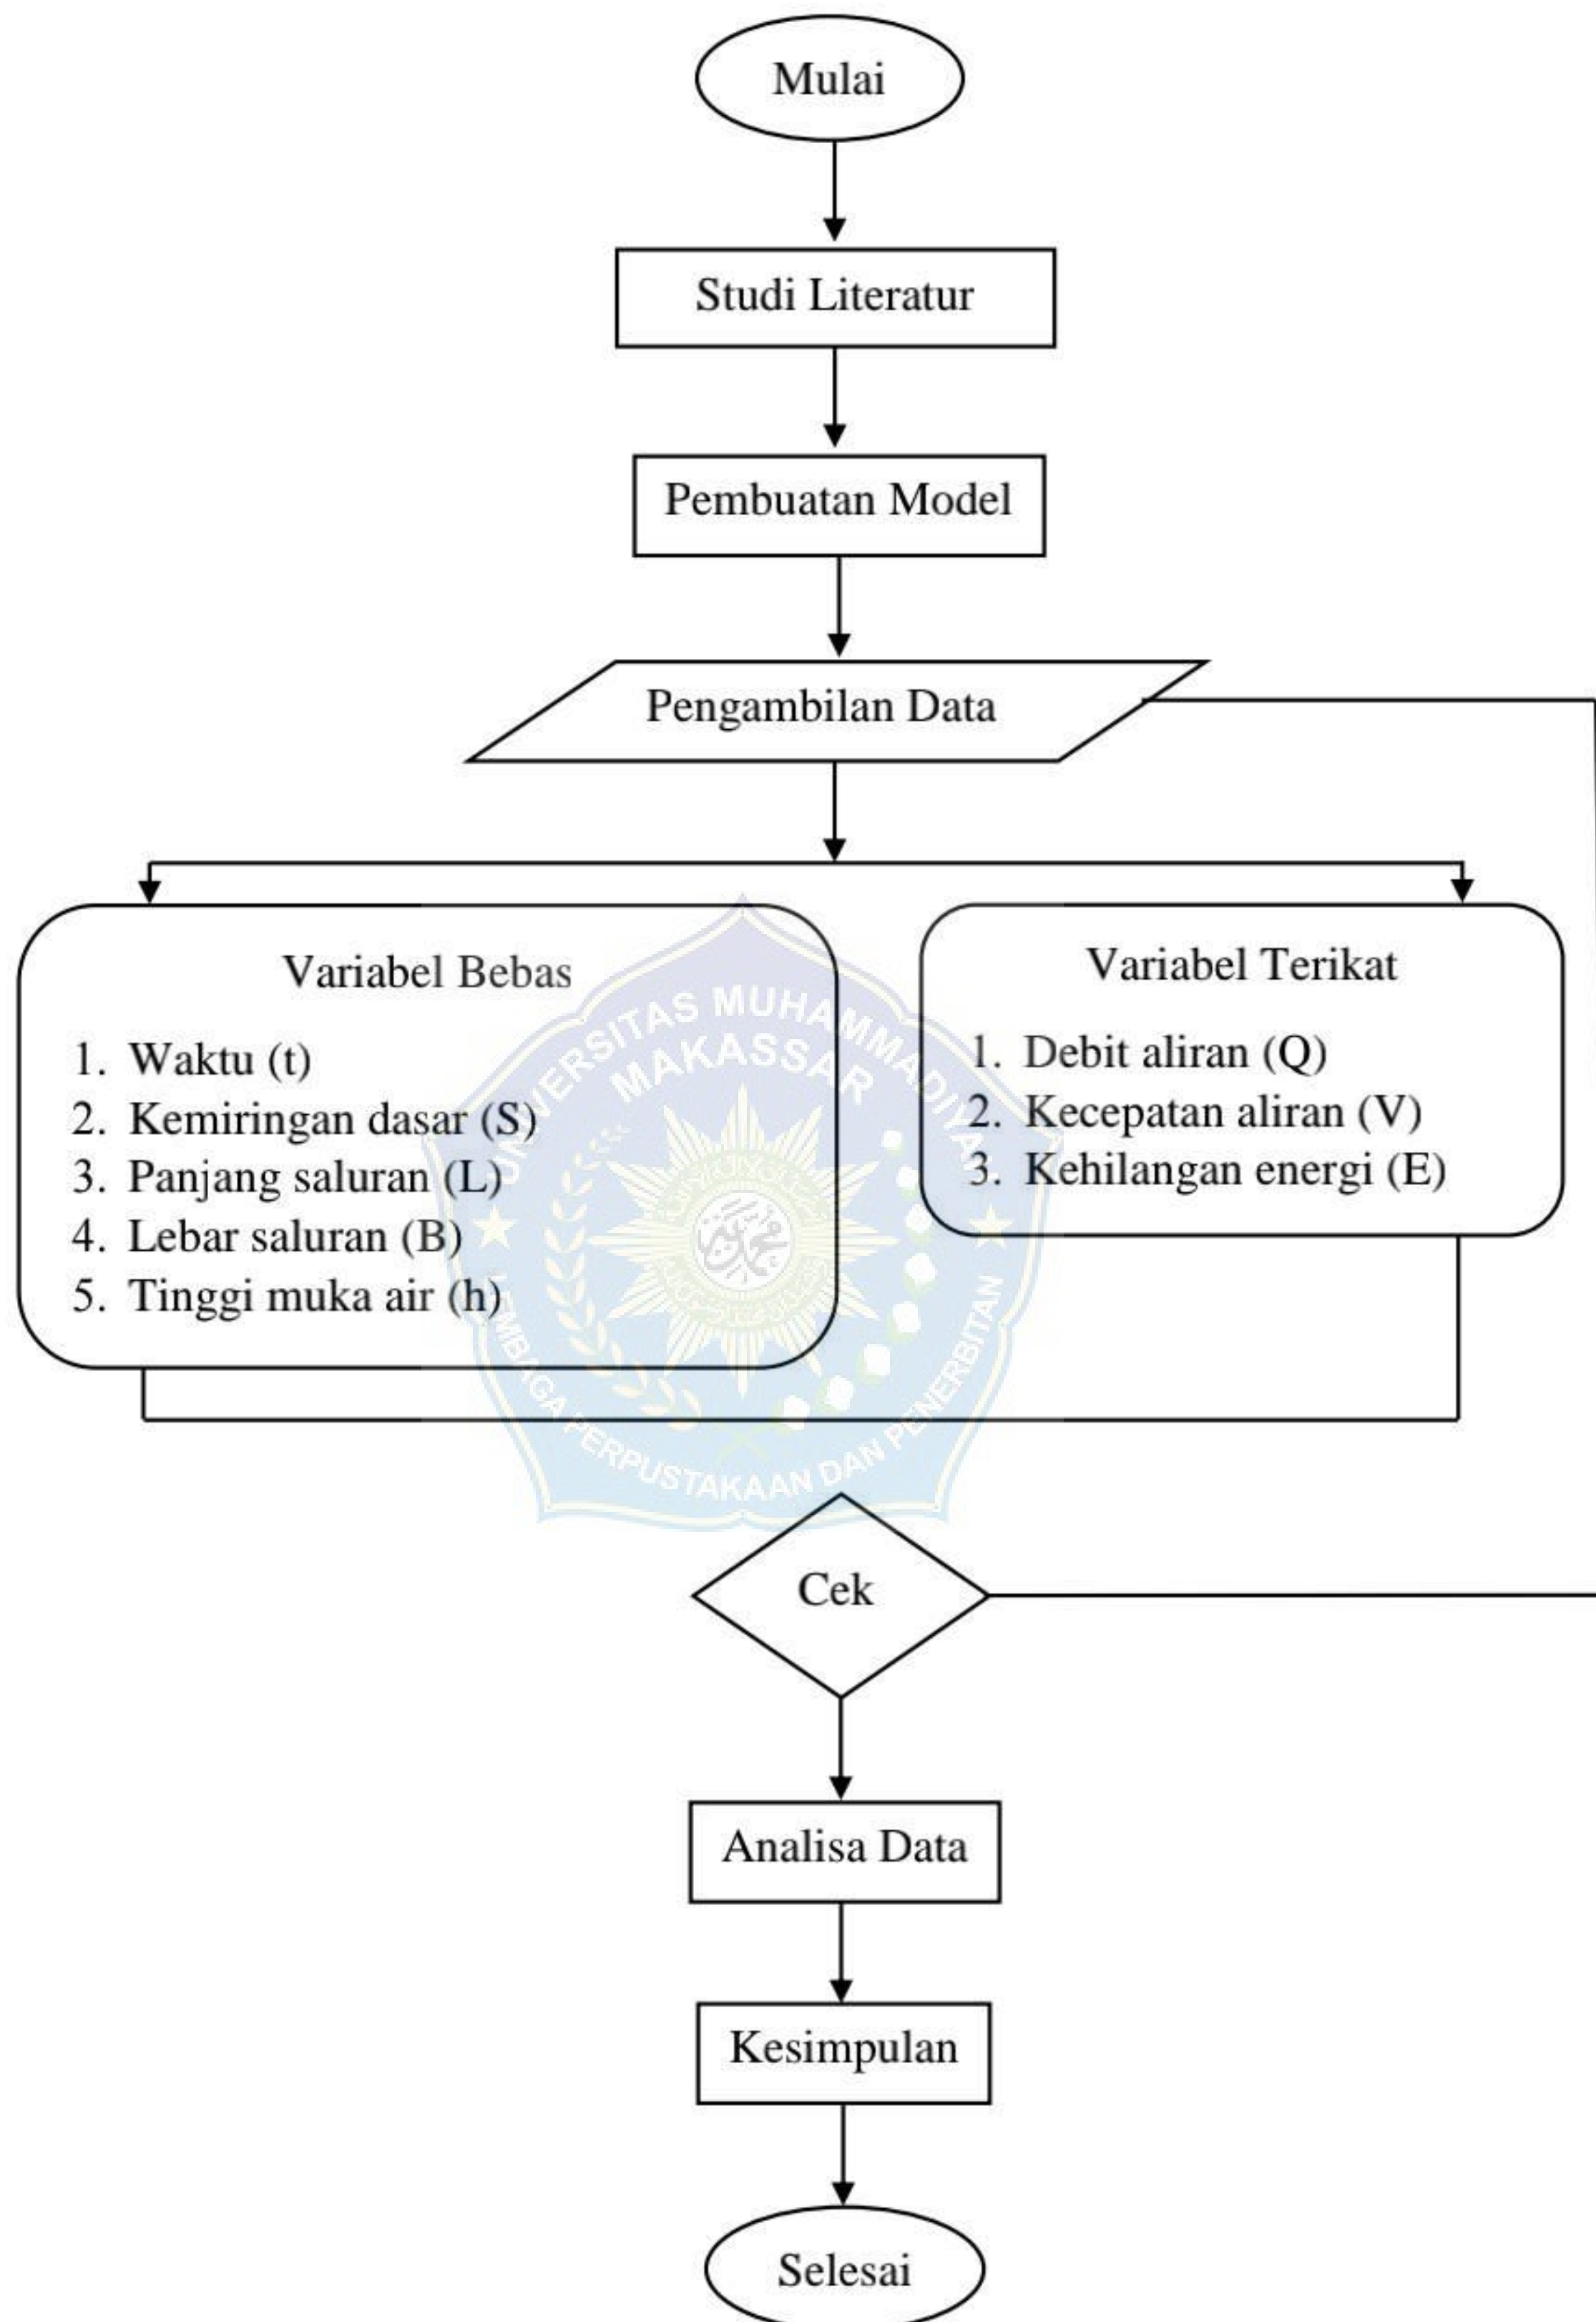 Mulai
Studi Literatur
Pembuatan Model
Pengambilan Data
Variabel Bebas
1. Waktu (t)
2. Kemiringan dasar (S)
3. Panjang saluran (L)
4. Lebar saluran (B)
5. Tinggi muka air (h)
Variabel Terikat
1. Debit aliran (Q)
2. Kecepatan aliran (V)
3. Kehilangan energi (E)
UNIVERSITAS MUHAMMADIYAH
MAKASSAR
LEMBAGA PERPUSTAKAAN DAN PENERBITAN
Cek
Analisa Data
Kesimpulan
Selesai